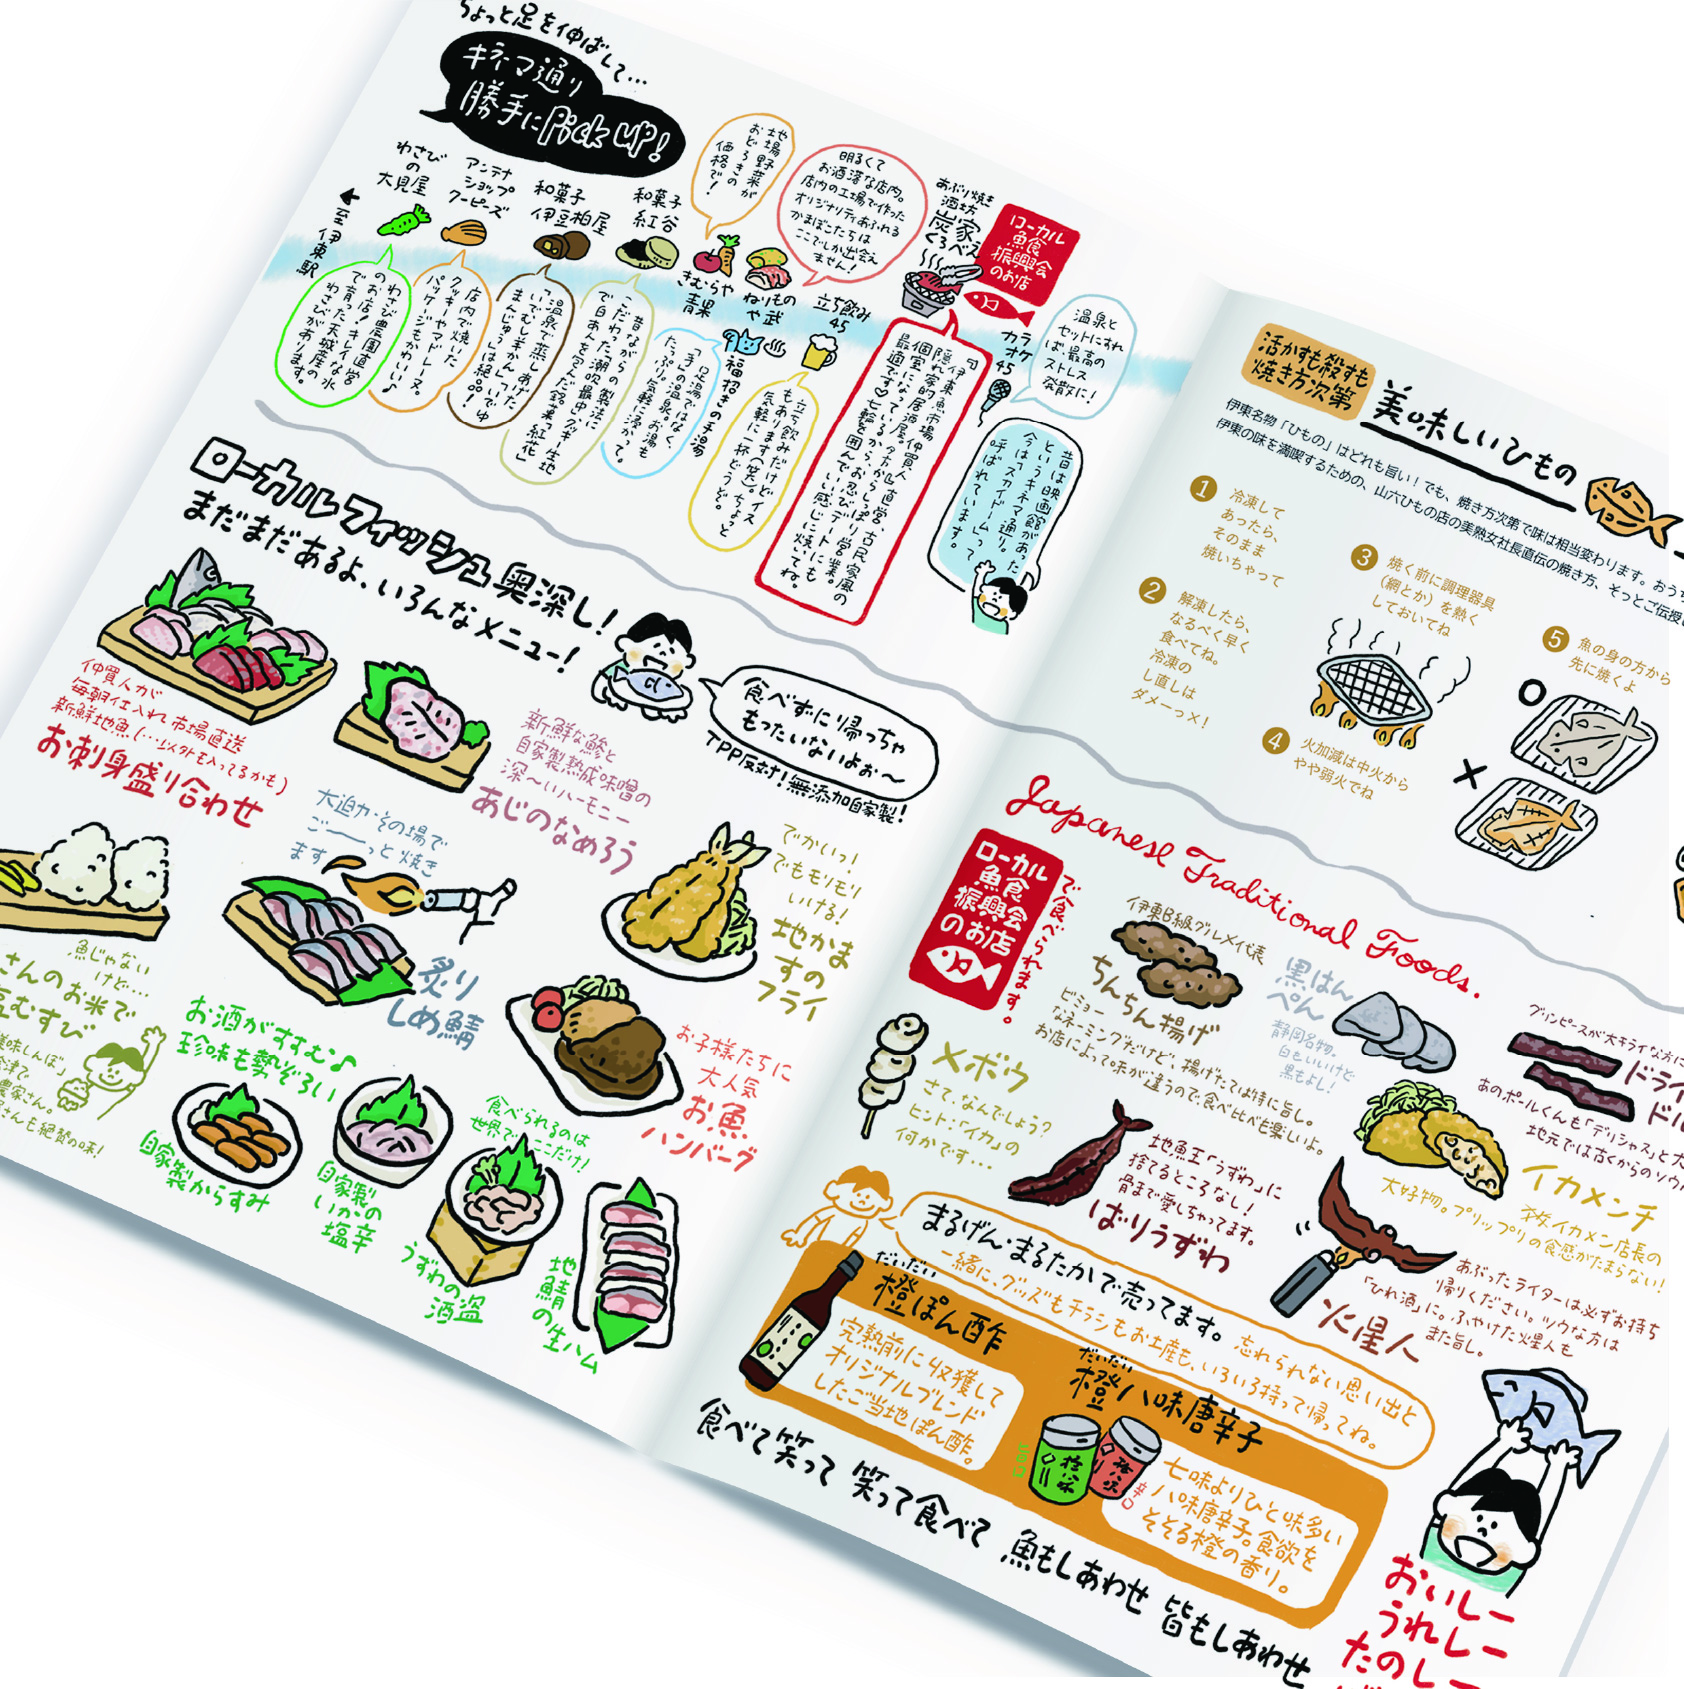 ちょっと足を伸ばして…
キネマ通り
勝手にPick up!
わさび
の
大見屋
アンテナ
ショップ
クーピーズ
和菓子
伊豆柏屋
和菓子
紅谷
や
地場野菜が
おどろきの
価格で!
明るくて
お洒落な店内。
店内の工場で作った
オリジナリティあふれる
かまぼこたちは
ここでしか出会え
ません!
あぶり焼き
酒坊
炭家
くろべえ
ローカル
魚食
振興会
のお店
至伊東駅
きむらや
青果
ねりもの
や武
立ち飲み
45
カラオケ
45
福招きの手湯
温泉と
セットにすれ
ば、最高の
ストレス
発散に!
わさび農園直営
のお店!キレイな水
で育った天城産の
わさびがあります。
店内で焼いた
クッキーやマドレーヌ。
パッケージもかわいい♪
温泉で蒸しあげた
「いでむし羊かん」「いでゆ
まんじゅう」は絶品!
昔ながらの製法に
こだわった「潮吹最中」クッキー生地
で白あんを包んだ「銘菓・紅花」
足湯ではなく、
「手」の温泉。お湯も
たっぷり。気軽に浸かって。
立ち飲みだけどイス
もあります(笑)。ちょっと
気軽に一杯どうぞ。
伊東魚市場仲買人
直営、古民家風の
隠れ家的居酒屋。夕方からしっぽり営業。
個室になっているから、お忍びデートにも
最適です♡七輪を囲んでいい感じに焼いてね。
昔は映画館があった
というキネマ通り。
今は「スカイドーム」って
呼ばれています。
ローカルフィッシュ奥深し!
まだまだあるよ、いろんなメニュー!
食べずに帰っちゃ
もったいないよぉ〜
TPP反対!無添加自家製!
仲買人が
毎朝仕入れ市場直送
新鮮地魚(…以外も入ってるかも)
お刺身盛り合わせ
新鮮な鯵と
自家製熟成味噌の
深〜いハーモニー
あじのなめろう
大迫力・その場で
ごーーっと焼き
ます
炙り
しめ鯖
でかいっ!
でもモリモリ
いける!
地かま
すの
フライ
魚じゃない
けど…
さんのお米で
塩むすび
お酒がすすむ♪
珍味も勢ぞろい
自家製からすみ
自家製
いかの
塩辛
食べられるのは
世界でここだけ!
うずわの
酒盗
地鯖の生ハム
お子様たちに
大人気
お魚
ハンバーグ
活かすも殺すも
焼き方次第
美味しいひもの
伊東名物「ひもの」はどれも旨い!でも、焼き方次第で味は相当変わります。おうち
伊東の味を満喫するための、山六ひもの店の美熟女社長直伝の焼き方、そっとご伝授
1 冷凍して
あったら、
そのまま
焼いちゃって
2 解凍したら、
なるべく早く
食べてね。
冷凍の
し直しは
ダメーっ×!
3 焼く前に調理器具
(網とか)を熱く
しておいてね
4 火加減は中火から
やや弱火でね
5 魚の身の方から
先に焼くよ
Japanese Traditional Foods.
ローカル
魚食
振興会
のお店
で食べられます。
伊東B級グルメ代表
ちんちん揚げ
ビミョー
なネーミングだけど、揚げたては特に旨し。
お店によって味が違うので、食べ比べも楽しいよ。
黒はん
ぺん
静岡名物。
白もいいけど
黒もよし!
グリンピースが大キライな方に
ドライ
ドル
あのポールくんも「デリシャス」と大
地元では古くからのソウル
メボウ
さて、なんでしょう?
ヒント:「イカ」の
何かです…
地魚王「うずわ」に
捨てるところなし!
骨まで愛しちゃってます。
ばりうずわ
イカメンチ
孝イカメン店長の
大好物。プリップリの食感がたまらない!
火星人
あぶったライターは必ずお持ち
帰りください。ツウな方は
「ひれ酒」に。ふやけた火星人も
また旨し。
まるげん・まるたかで売ってます。
忘れられない思い出と
一緒に、グッズもチラシもお土産も、いろいろ持って帰ってね。
だいだい
橙ぽん酢
完熟前に収獲して
オリジナルブレンド
したご当地ぽん酢。
だいだい
橙八味唐辛子
七味よりひと味多い
八味唐辛子。食欲を
そそる橙の香り。
食べて笑って 笑って食べて 魚もしあわせ 皆もしあわせ
おいしー
うれしー
たのしー